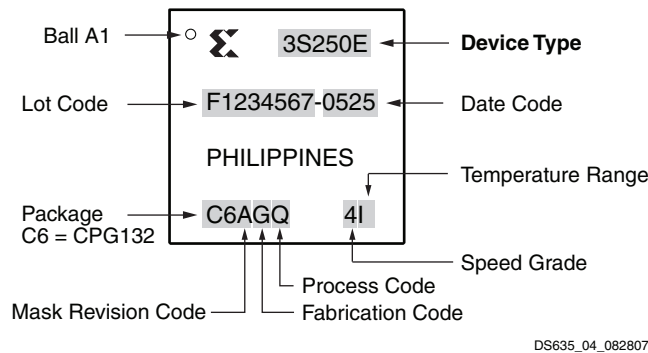 Ball A1
3S250E
Device Type
Lot Code
F1234567-0525
Date Code
PHILIPPINES
Temperature Range
Package
C6 = CPG132
C6AGQ
4I
Speed Grade
Process Code
Mask Revision Code
Fabrication Code
DS635_04_082807